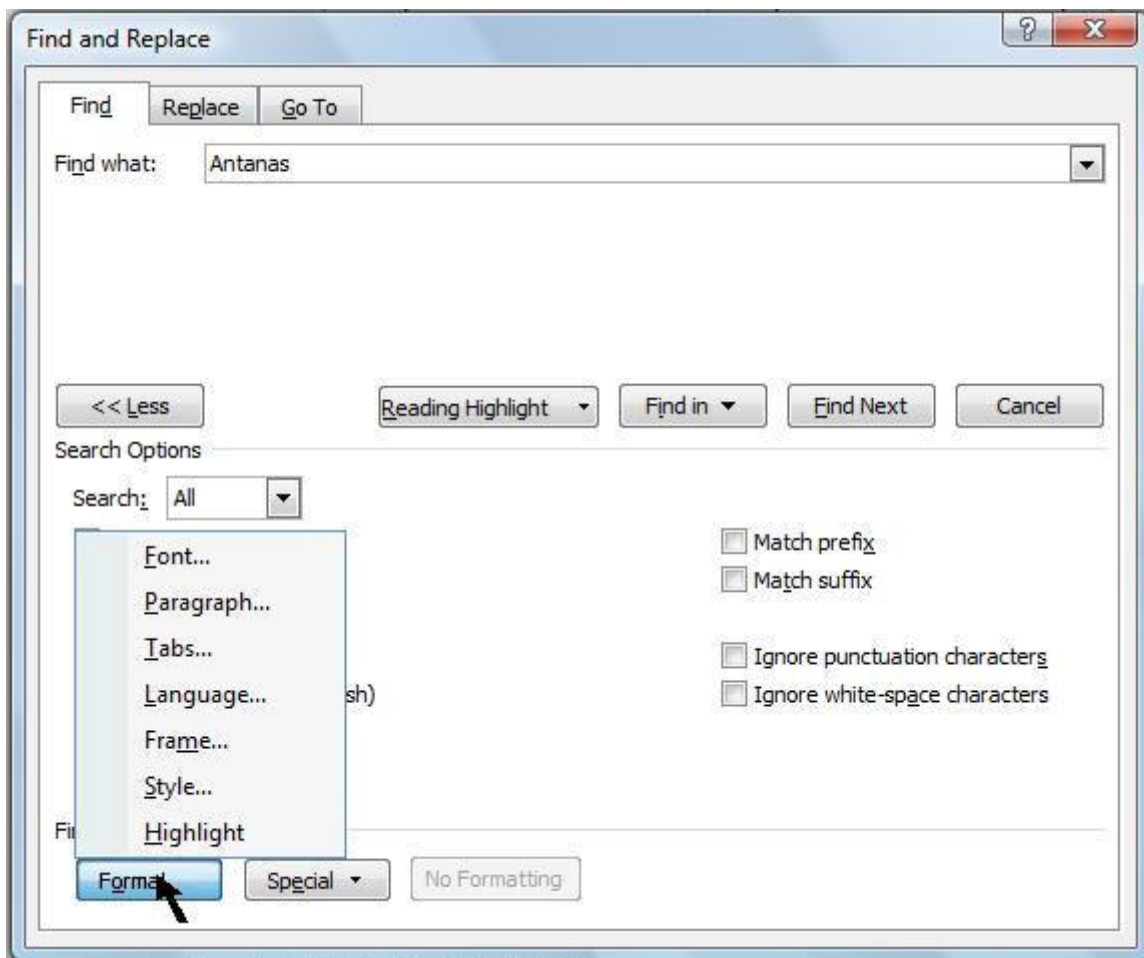 Find and Replace
Find Replace Go To
Find what: Antanas
<< Less Reading Highlight Find in Find Next Cancel
Search Options
Search: All
Font...
Paragraph...
Tabs...
Language...
Frame...
Style...
Highlight
sh)
Match prefix
Match suffix
Ignore punctuation characters
Ignore white-space characters
Special No Formatting